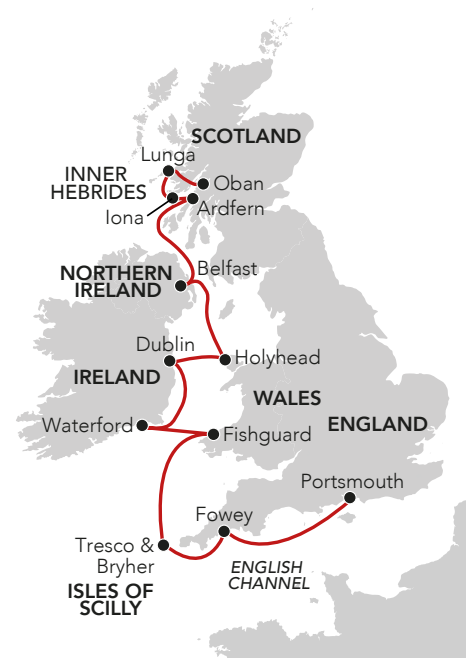 SCOTLAND
Lunga
INNER
HEBRIDES
Oban
Iona
Ardfern
NORTHERN
IRELAND
Belfast
Dublin
Holyhead
IRELAND
WALES
ENGLAND
Waterford
Fishguard
Portsmouth
Fowey
Tresco &
Bryher
ISLES OF
SCILLY
ENGLISH
CHANNEL